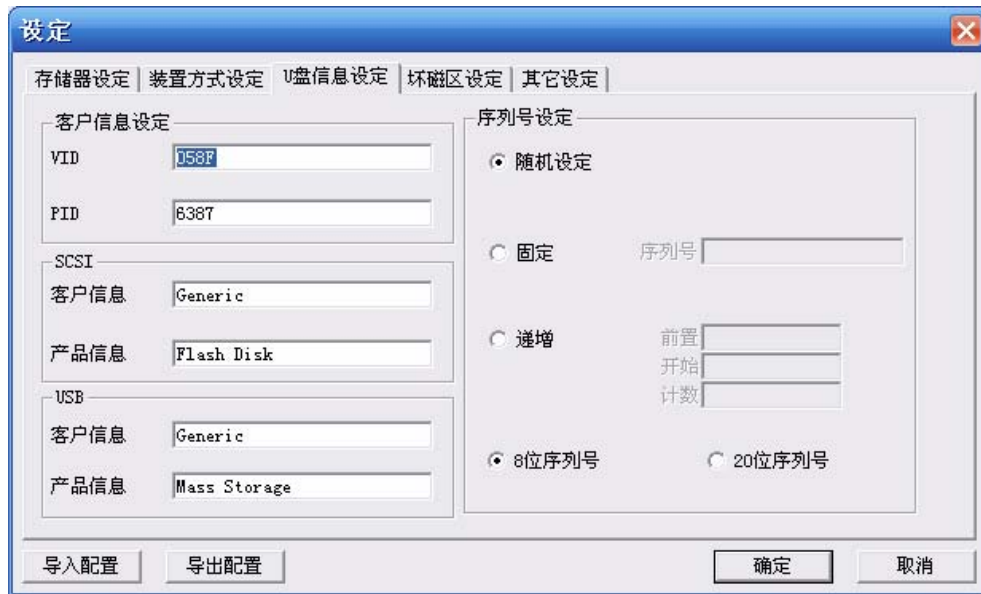 设定
存储器设定 装置方式设定 U盘信息设定 坏磁区设定 其它设定
客户信息设定
VID 058F
PID 6387
SCSI
客户信息 Generic
产品信息 Flash Disk
USB
客户信息 Generic
产品信息 Mass Storage
序列号设定
随机设定
固定 序列号
递增 前置
开始
计数
8位序列号 20位序列号
导入配置 导出配置 确定 取消